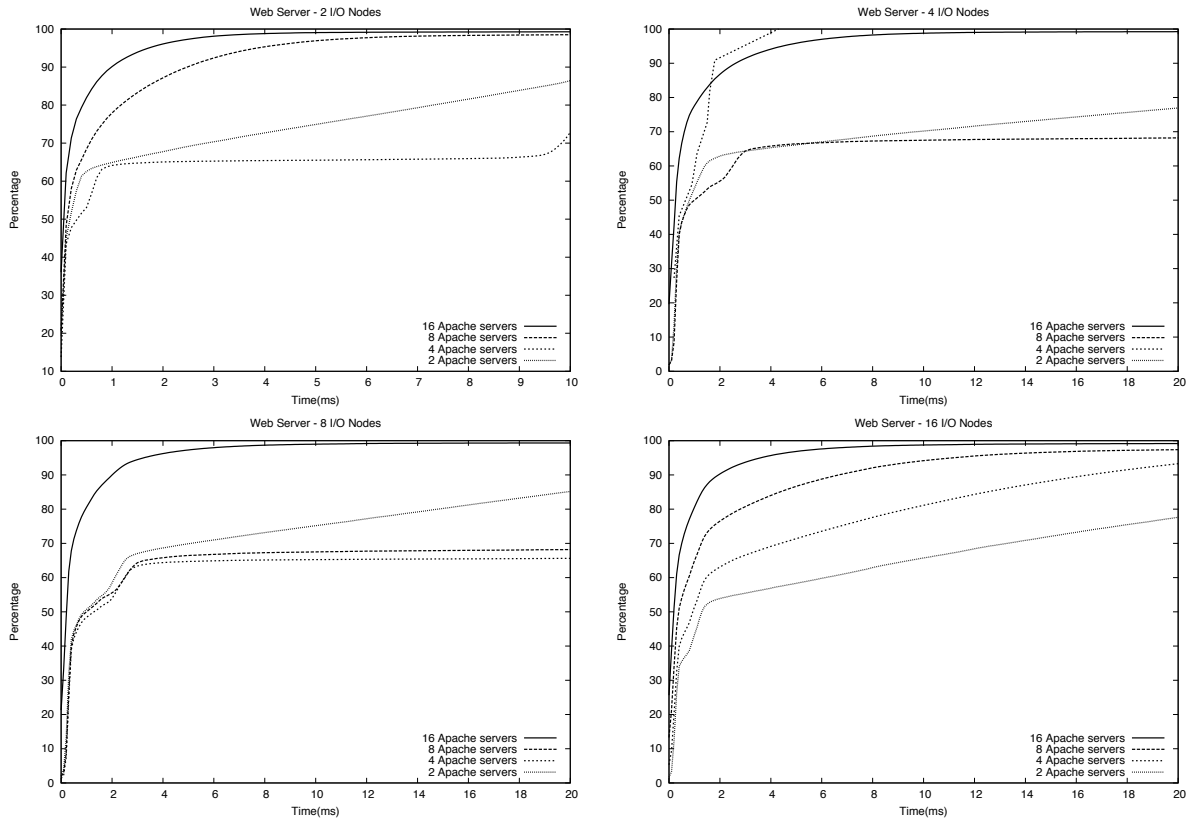 Web Server - 2 I/O Nodes
100
90
80
70
60
50
40
30
20
10
Percentage
16 Apache servers
8 Apache servers
4 Apache servers
2 Apache servers
0 1 2 3 4 5 6 7 8 9 10
Time(ms)
Web Server - 4 I/O Nodes
100
90
80
70
60
50
40
30
20
10
0
Percentage
16 Apache servers
8 Apache servers
4 Apache servers
2 Apache servers
0 2 4 6 8 10 12 14 16 18 20
Time(ms)
Web Server - 8 I/O Nodes
100
90
80
70
60
50
40
30
20
10
0
Percentage
16 Apache servers
8 Apache servers
4 Apache servers
2 Apache servers
0 2 4 6 8 10 12 14 16 18 20
Time(ms)
Web Server - 16 I/O Nodes
100
90
80
70
60
50
40
30
20
10
0
Percentage
16 Apache servers
8 Apache servers
4 Apache servers
2 Apache servers
0 2 4 6 8 10 12 14 16 18 20
Time(ms)